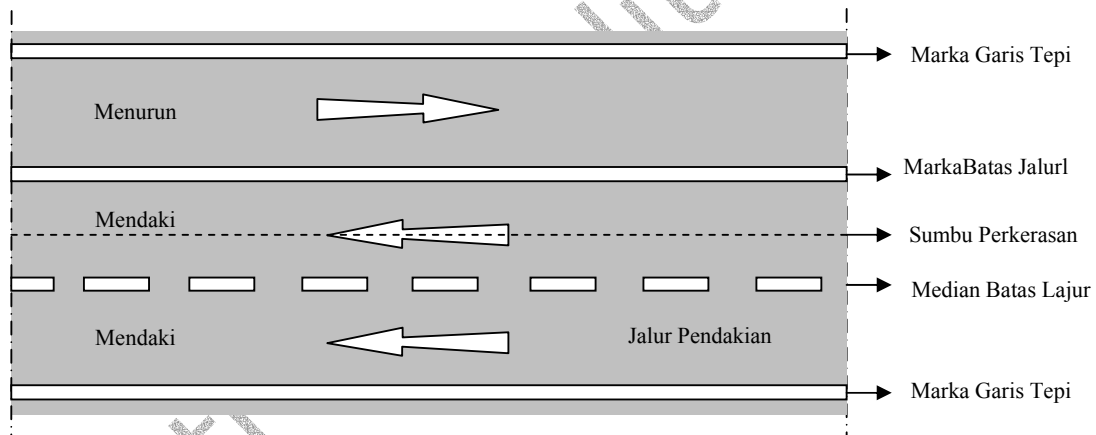 Marka Garis Tepi
Menurun
MarkaBatas Jalurl
Mendaki
Sumbu Perkerasan
Median Batas Lajur
Mendaki
Jalur Pendakian
Marka Garis Tepi